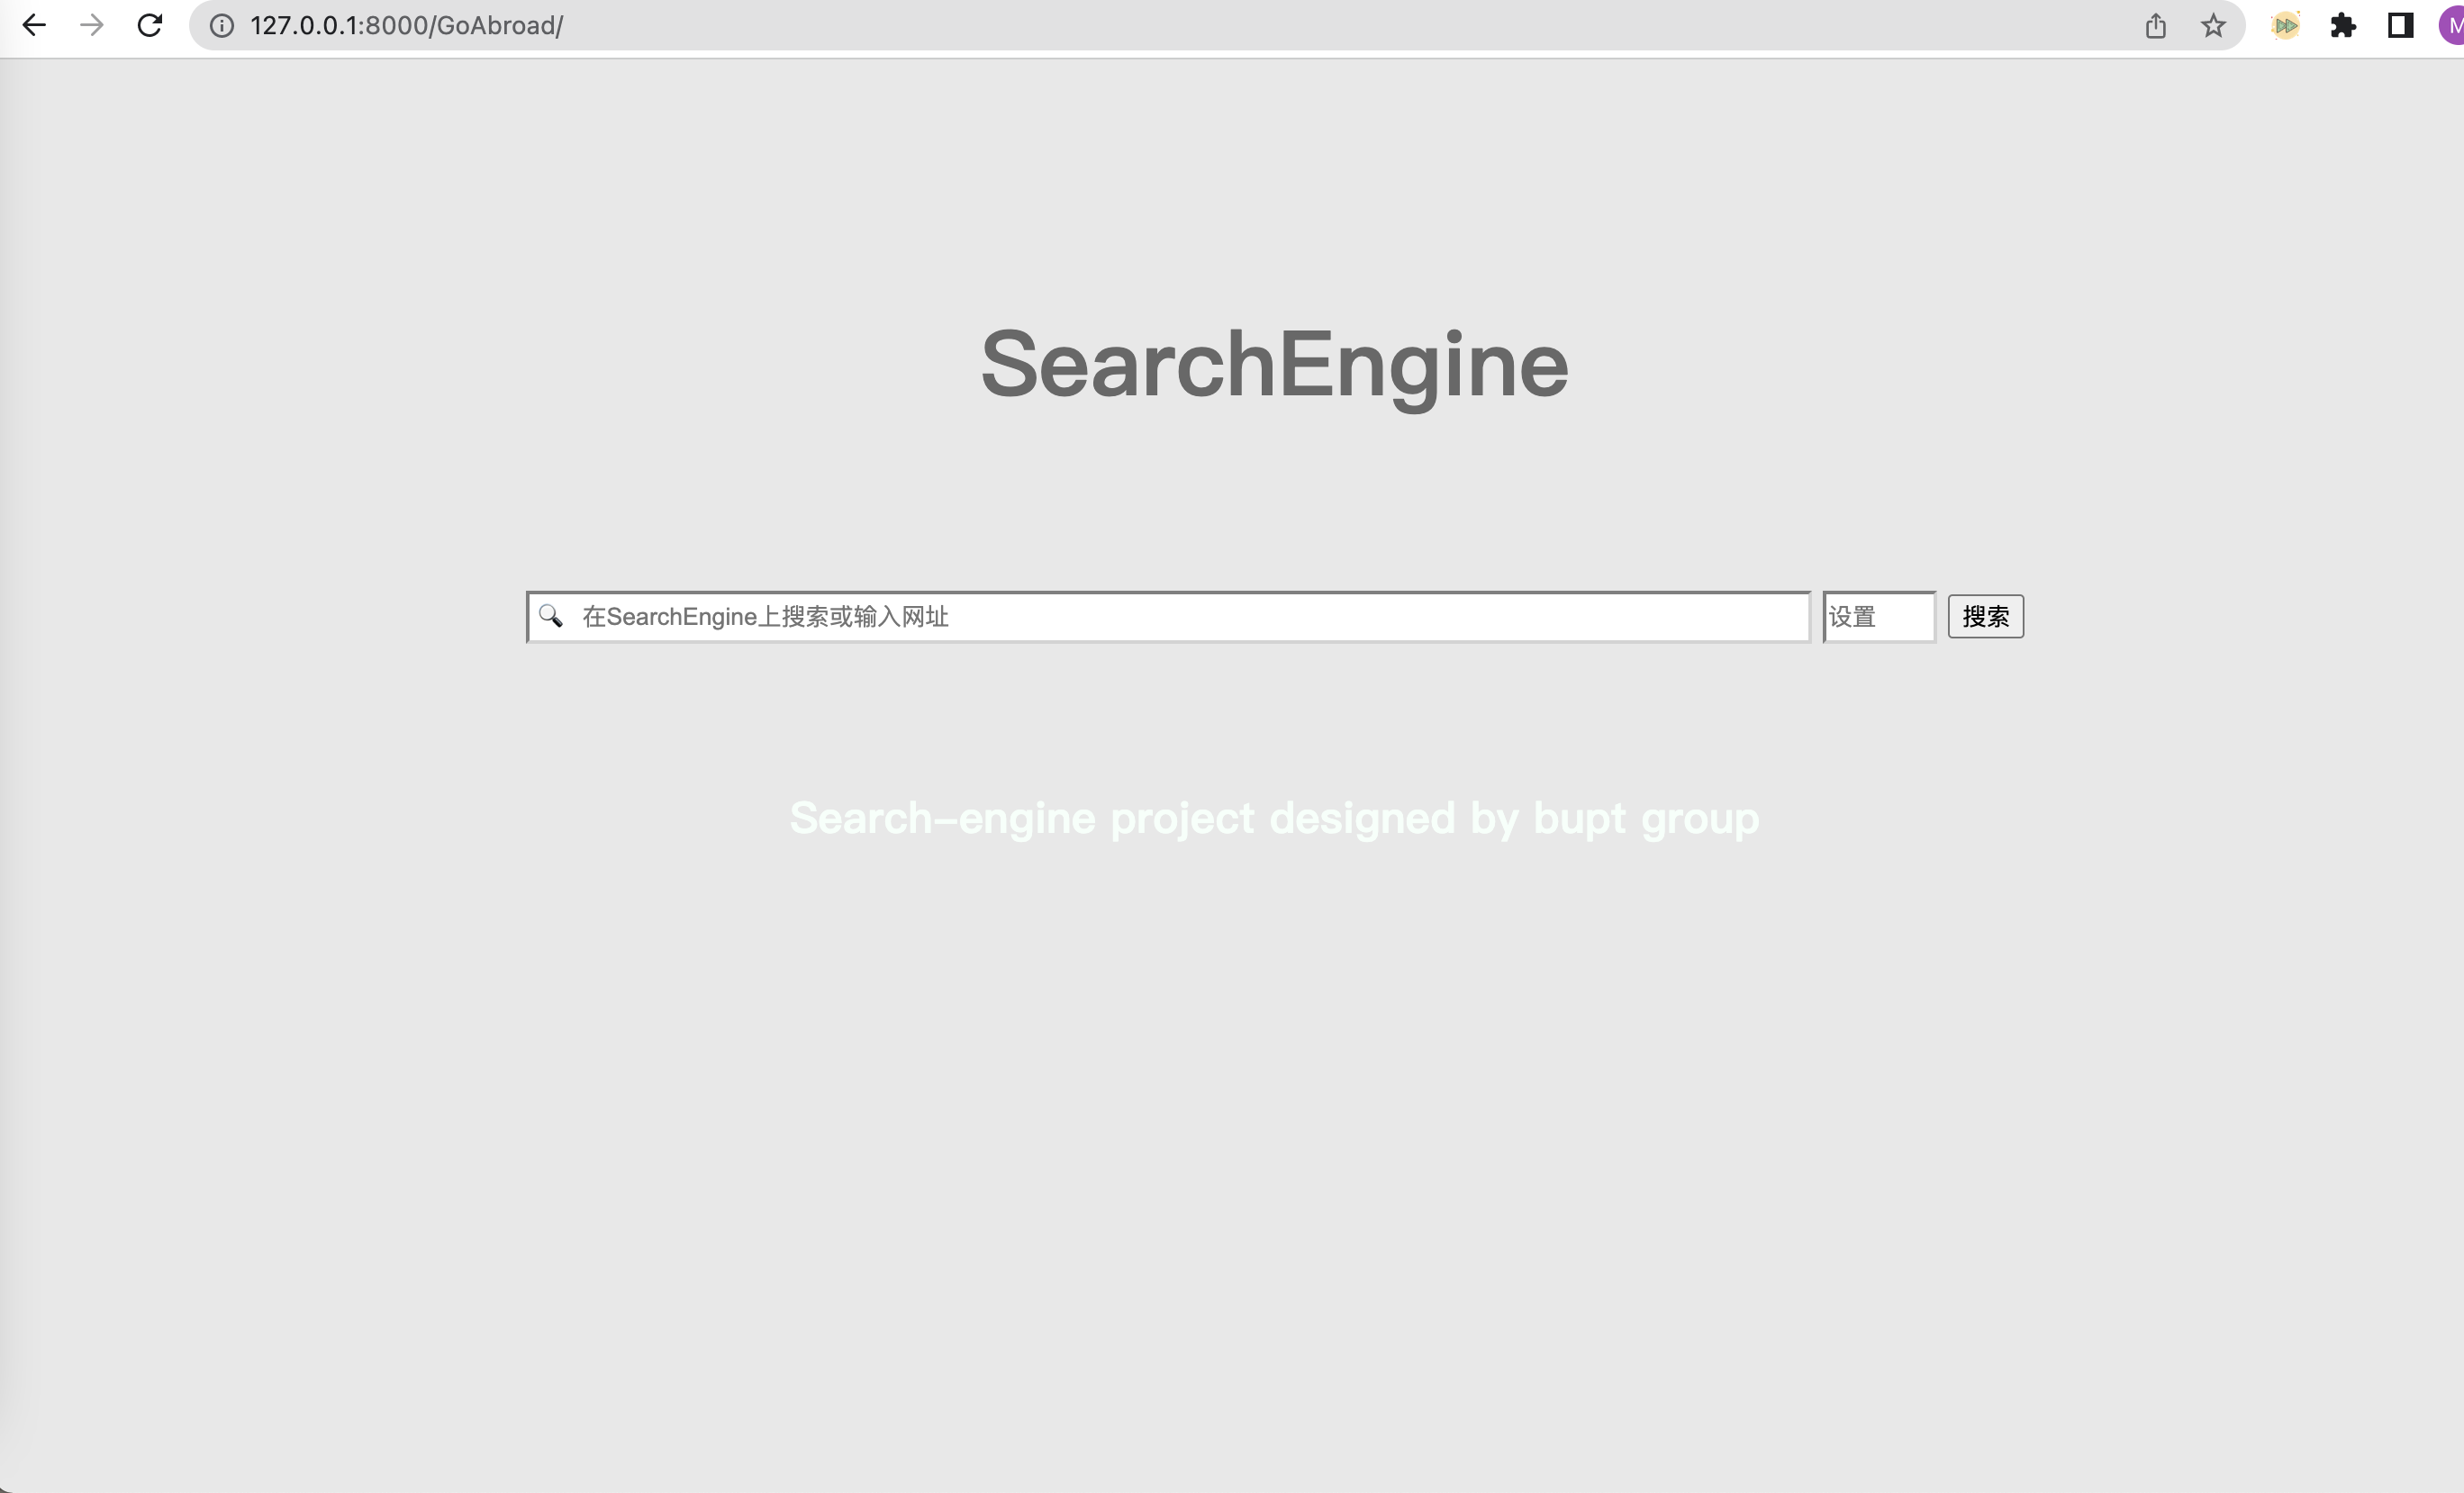 127.0.0.1:8000/GoAbroad/
SearchEngine
在SearchEngine上搜索或输入网址 设置 搜索
Search-engine project designed by bupt group